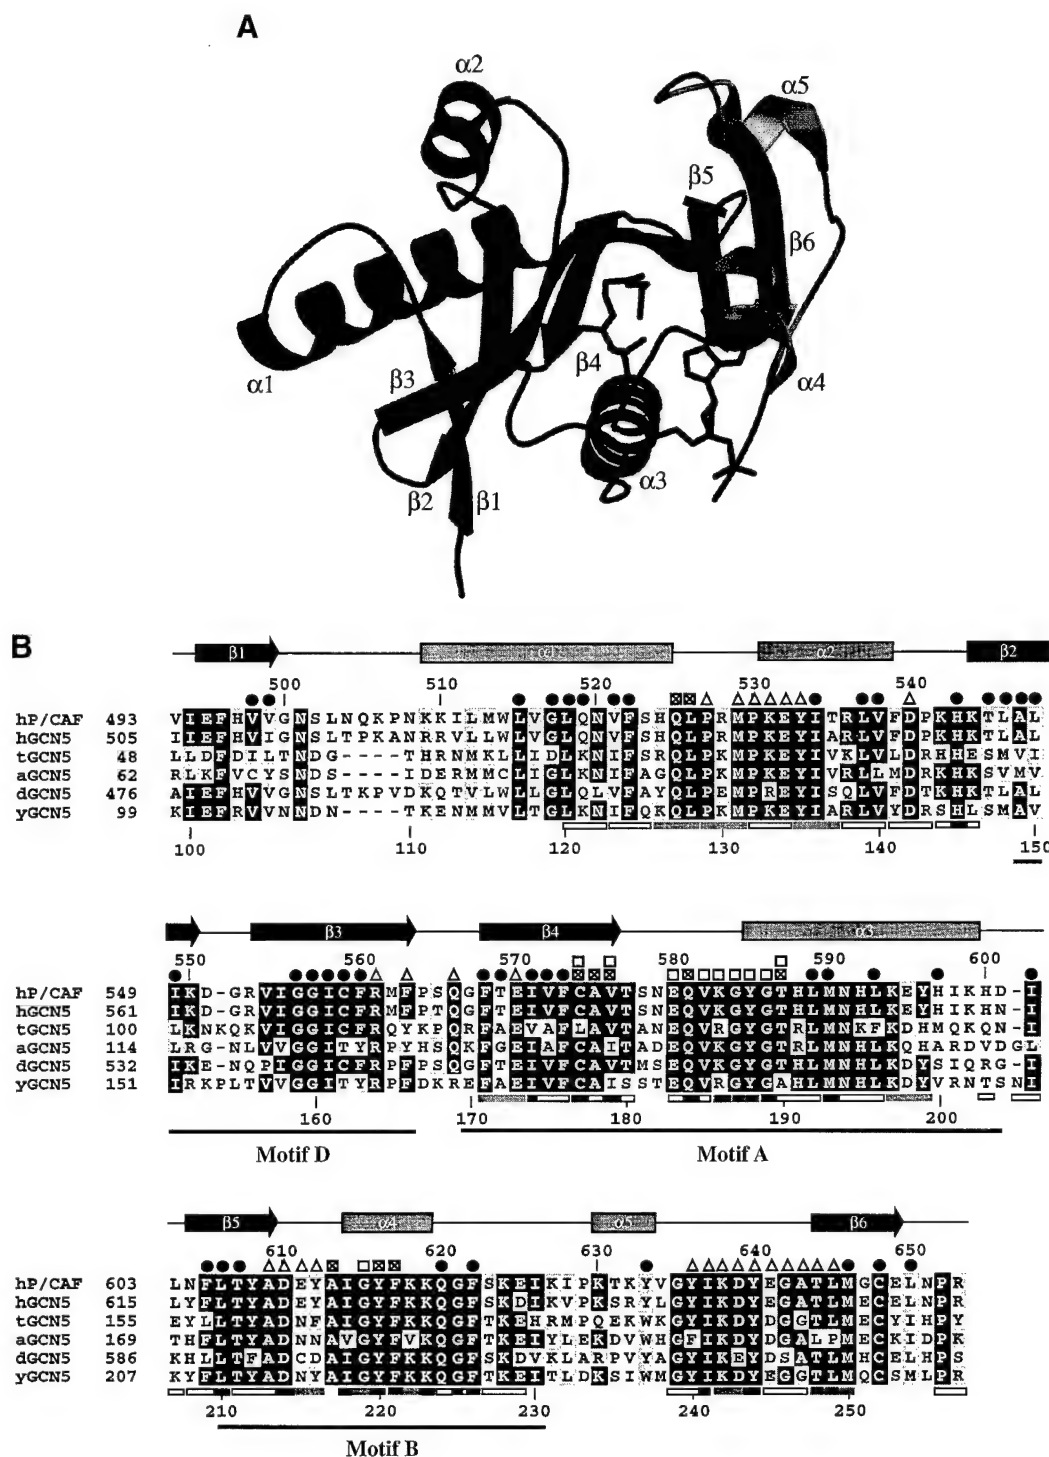 A
α2
α5
β5
β6
α1
β3
β4
α4
α3
β2
β1
B
β1 α1 α2 β2
500 510 520 530 540
hP/CAF 493 VIEFHVVGNSLNQKPNKKILMWLVGLQNVFSHQLPRMPKEYITRLVFDPKHKTLAL
hGCN5 505 IIEFHVIGNSLTPKANRRVLLWLVGLQNVFSHQLPRMPKEYIARLVFDPKHKTLAL
tGCN5 48 LLDFDILTNDG----THRNMKLLIDLKNIFSRQLPKMPKEYIVKLVLDRHHESMVI
aGCN5 62 RLKFVCYSNDS----IDERMMCLIGLKNIFAGQLPKMPKEYIVRLLMDRKHKSVMV
dGCN5 476 AIEFHVVGNSLTKPVDKQTVLWLLGLQLVFAYQLPEMPREYISQLVFDTKHKTLAL
yGCN5 99 KIEFRVVNNDN----TKENMMVLTGLKNIFQKQLPKMPKEYIARLVYDRSHLSMAV
100 110 120 130 140 150
β3 β4 α3
550 560 570 580 590 600
hP/CAF 549 IKD-GRVIGGICFRMFPSQGFTEIVFCAVTSNEQVKGYGTHLMNHLKEYHIKHD-I
hGCN5 561 IKD-GRVIGGICFRMFPTQGFTEIVFCAVTSNEQVKGYGTHLMNHLKEYHIKHN-I
tGCN5 100 LKNKQKVIGGICFRQYKPQRFAEVAFLAVTANEQVRGYGTRLMNKFKDHMQKQN-I
aGCN5 114 LRG-NLVVGGITYRPYHSQKFGEIAFCAITADEQVKGYGTRLMNHLKQHARDVDGL
dGCN5 532 IKE-NQPIGGICFRPFPTQGFTEIVFCAVTMSEQVKGYGTHLMNHLKDYSIQRG-I
yGCN5 151 IRKPLTVVGGITYRPFDKREFAEIVFCAISSTEQVRGYGAHLMNHLKDYVRNTSNI
160 170 180 190 200
Motif D Motif A
β5 α4 α5 β6
610 620 630 640 650
hP/CAF 603 LNFLTYADEYAIGYFKKQGFSKEIKIPKTKYVGYIKDYEGATLMGCELNPR
hGCN5 615 LYFLTYADEYAIGYFKKQGFSKDIKVPKSRYLGYIKDYEGATLMECELNPR
tGCN5 155 EYLLTYADNFAIGYFKKQGFTKEHRMPQEKWKGYIKDYDGGTLMECYIHPY
aGCN5 169 THFLTYADNNAVGYFVKQGFTKEIYLEKDVWHGFIKDYDGALPMECKIDPK
dGCN5 586 KHLLTFADCDAIGYFKKQGFSKDVKLARPVYAGYIKEYDSATLMHCELHPS
yGCN5 207 KYFLTYADNYAIGYFKKQGFTKEITLDKSIWMGYIKDYEGGTLMQCSMLPR
210 220 230 240 250
Motif B